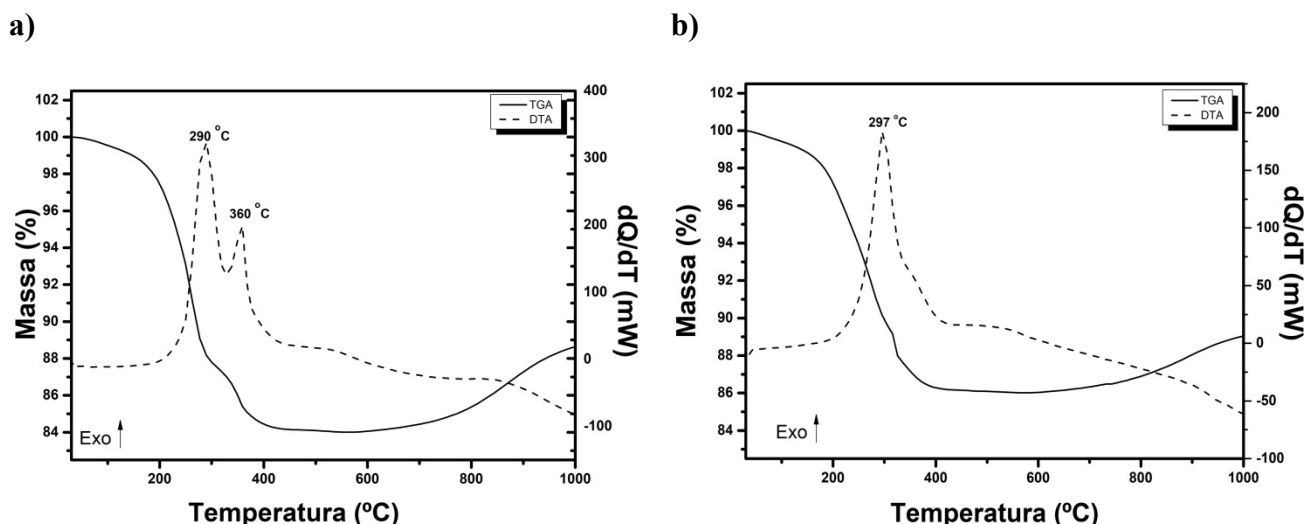 a)
102
100
98
96
94
92
90
88
86
84
Massa (%)
290 °C
360 °C
TGA
DTA
400
300
200
100
0
-100
dQ/dT (mW)
Exo
200
400
600
800
1000
Temperatura (ºC)
b)
102
100
98
96
94
92
90
88
86
84
Massa (%)
297 °C
TGA
DTA
200
150
100
50
0
-50
-100
dQ/dT (mW)
Exo
200
400
600
800
1000
Temperatura (ºC)